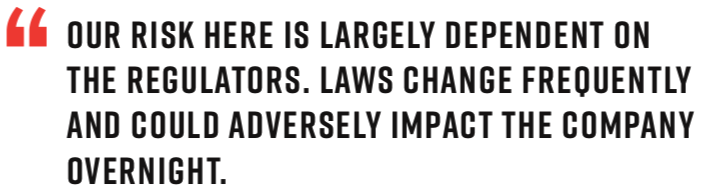 “ OUR RISK HERE IS LARGELY DEPENDENT ON
THE REGULATORS. LAWS CHANGE FREQUENTLY
AND COULD ADVERSELY IMPACT THE COMPANY
OVERNIGHT.